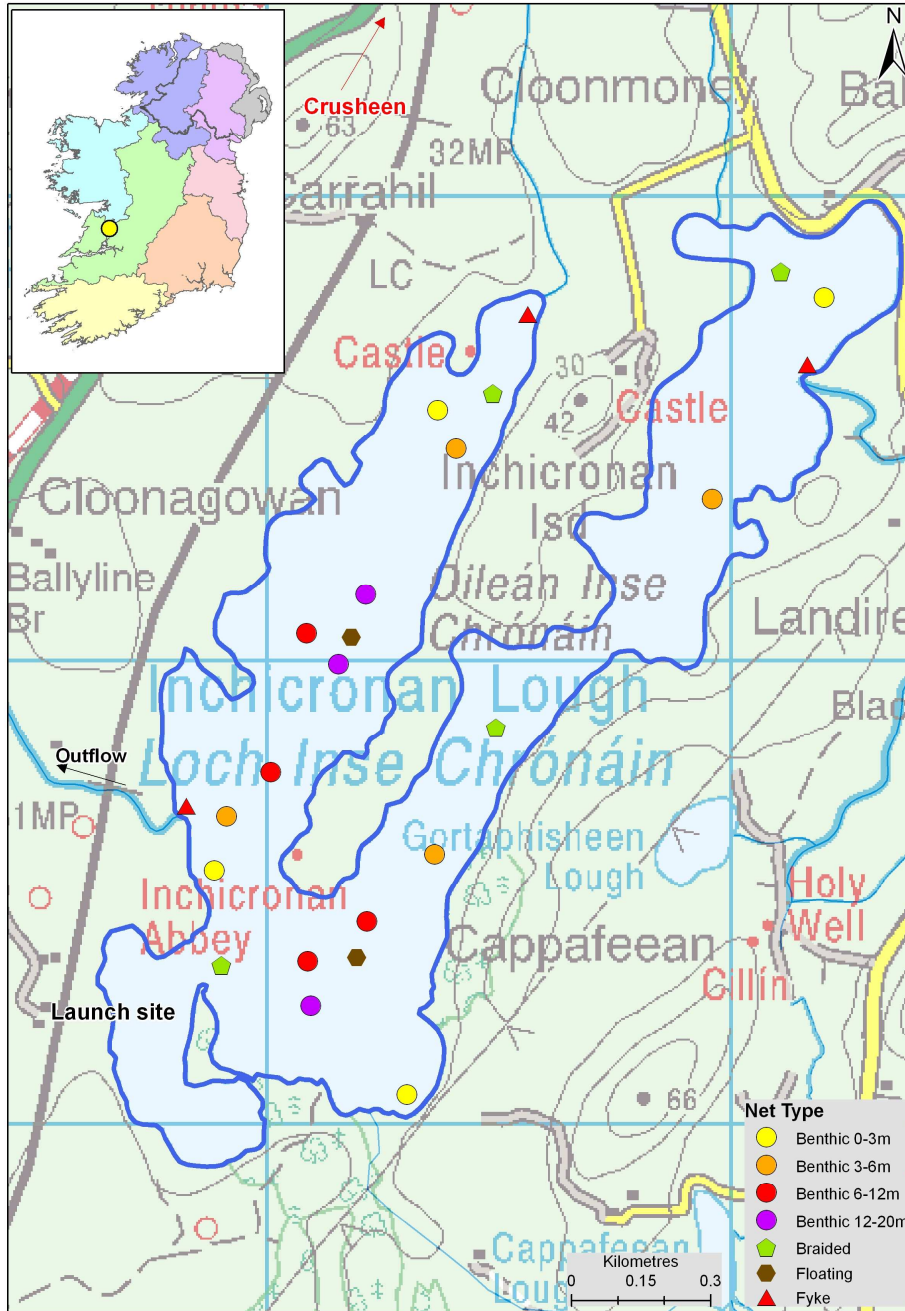 N
Crusheen
63
Cloonmoney
32MP
Carrahil
LC
Castle
30
42
Castle
Inchicronan
Isd
Oileán Inse
Chrónáin
Cloonagowan
Ballyline
Br
Landire
Inchicronan Lough
Loch Inse Chrónáin
Blac
Outflow
1MP
Gortaphisheen
Lough
Inchicronan
Abbey
Holy
Well
Cappafeean
Cillín
Launch site
66
Cappafeean
Loug
Net Type
Benthic 0-3m
Benthic 3-6m
Benthic 6-12m
Benthic 12-20m
Braided
Floating
Fyke
Kilometres
0 0.15 0.3